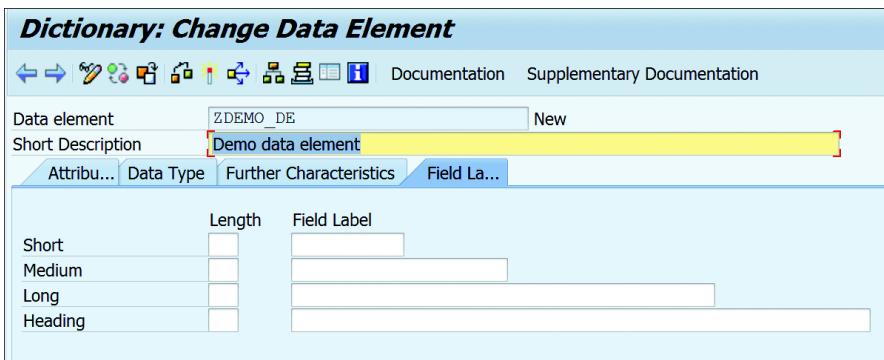 Dictionary: Change Data Element
Documentation Supplementary Documentation
Data element ZDEMO_DE New
Short Description Demo data element
Attribu... Data Type Further Characteristics Field La...
Length Field Label
Short
Medium
Long
Heading